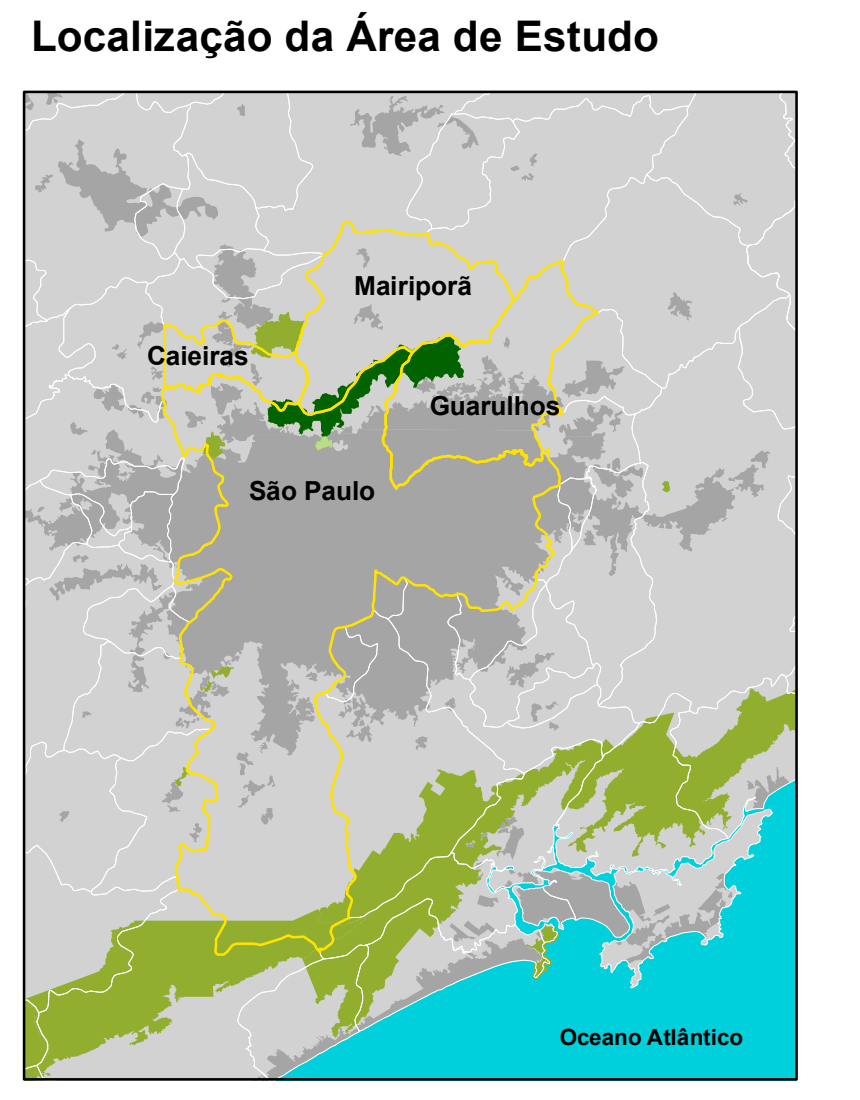 Localização da Área de Estudo
Mairiporã
Caieiras
Guarulhos
São Paulo
Oceano Atlântico